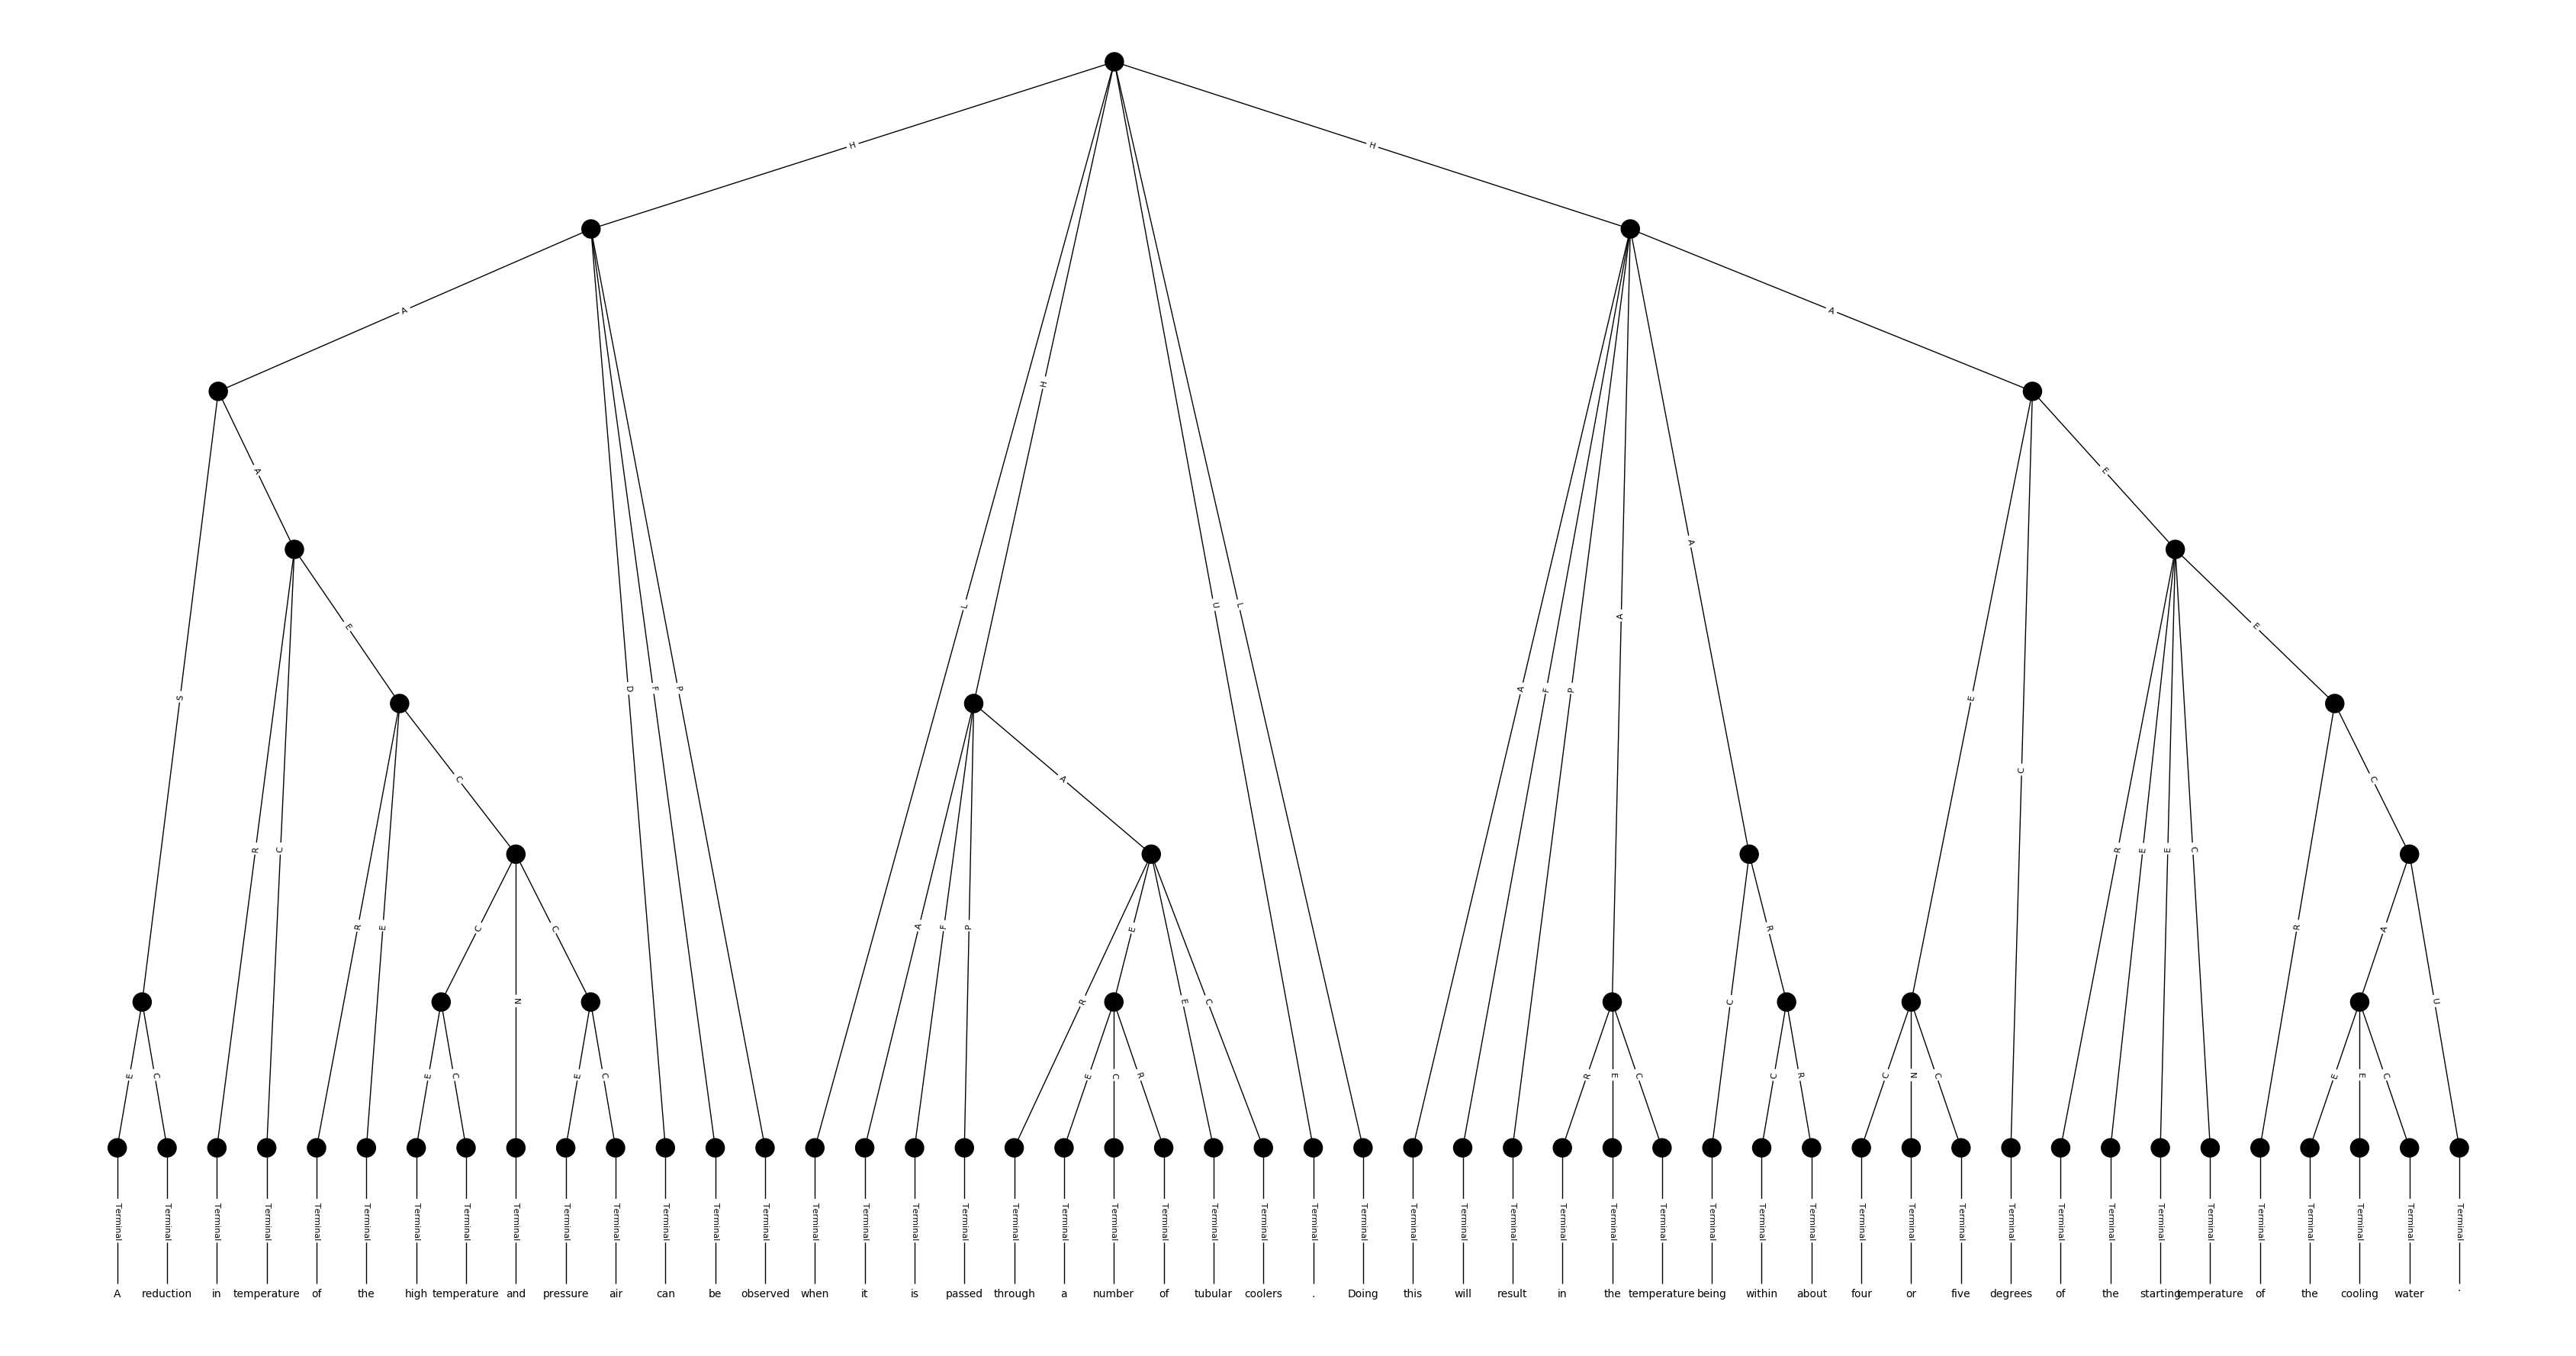 H H
A L H U L A
S A D F P A F P A A E C E
R C E A F P A R E E C E
R E C R E E C C R R C
C N C E C R C A U
E C E C E C E C R R E C C R C N C E E C
Terminal Terminal Terminal Terminal Terminal Terminal Terminal Terminal Terminal Terminal Terminal Terminal Terminal Terminal Terminal Terminal Terminal Terminal Terminal Terminal Terminal Terminal Terminal Terminal Terminal Terminal Terminal Terminal Terminal Terminal Terminal Terminal Terminal Terminal Terminal Terminal Terminal Terminal Terminal Terminal Terminal Terminal Terminal Terminal Terminal Terminal Terminal Terminal
A reduction in temperature of the high temperature and pressure air can be observed when it is passed through a number of tubular coolers . Doing this will result in the temperature being within about four or five degrees of the starting temperature of the cooling water .